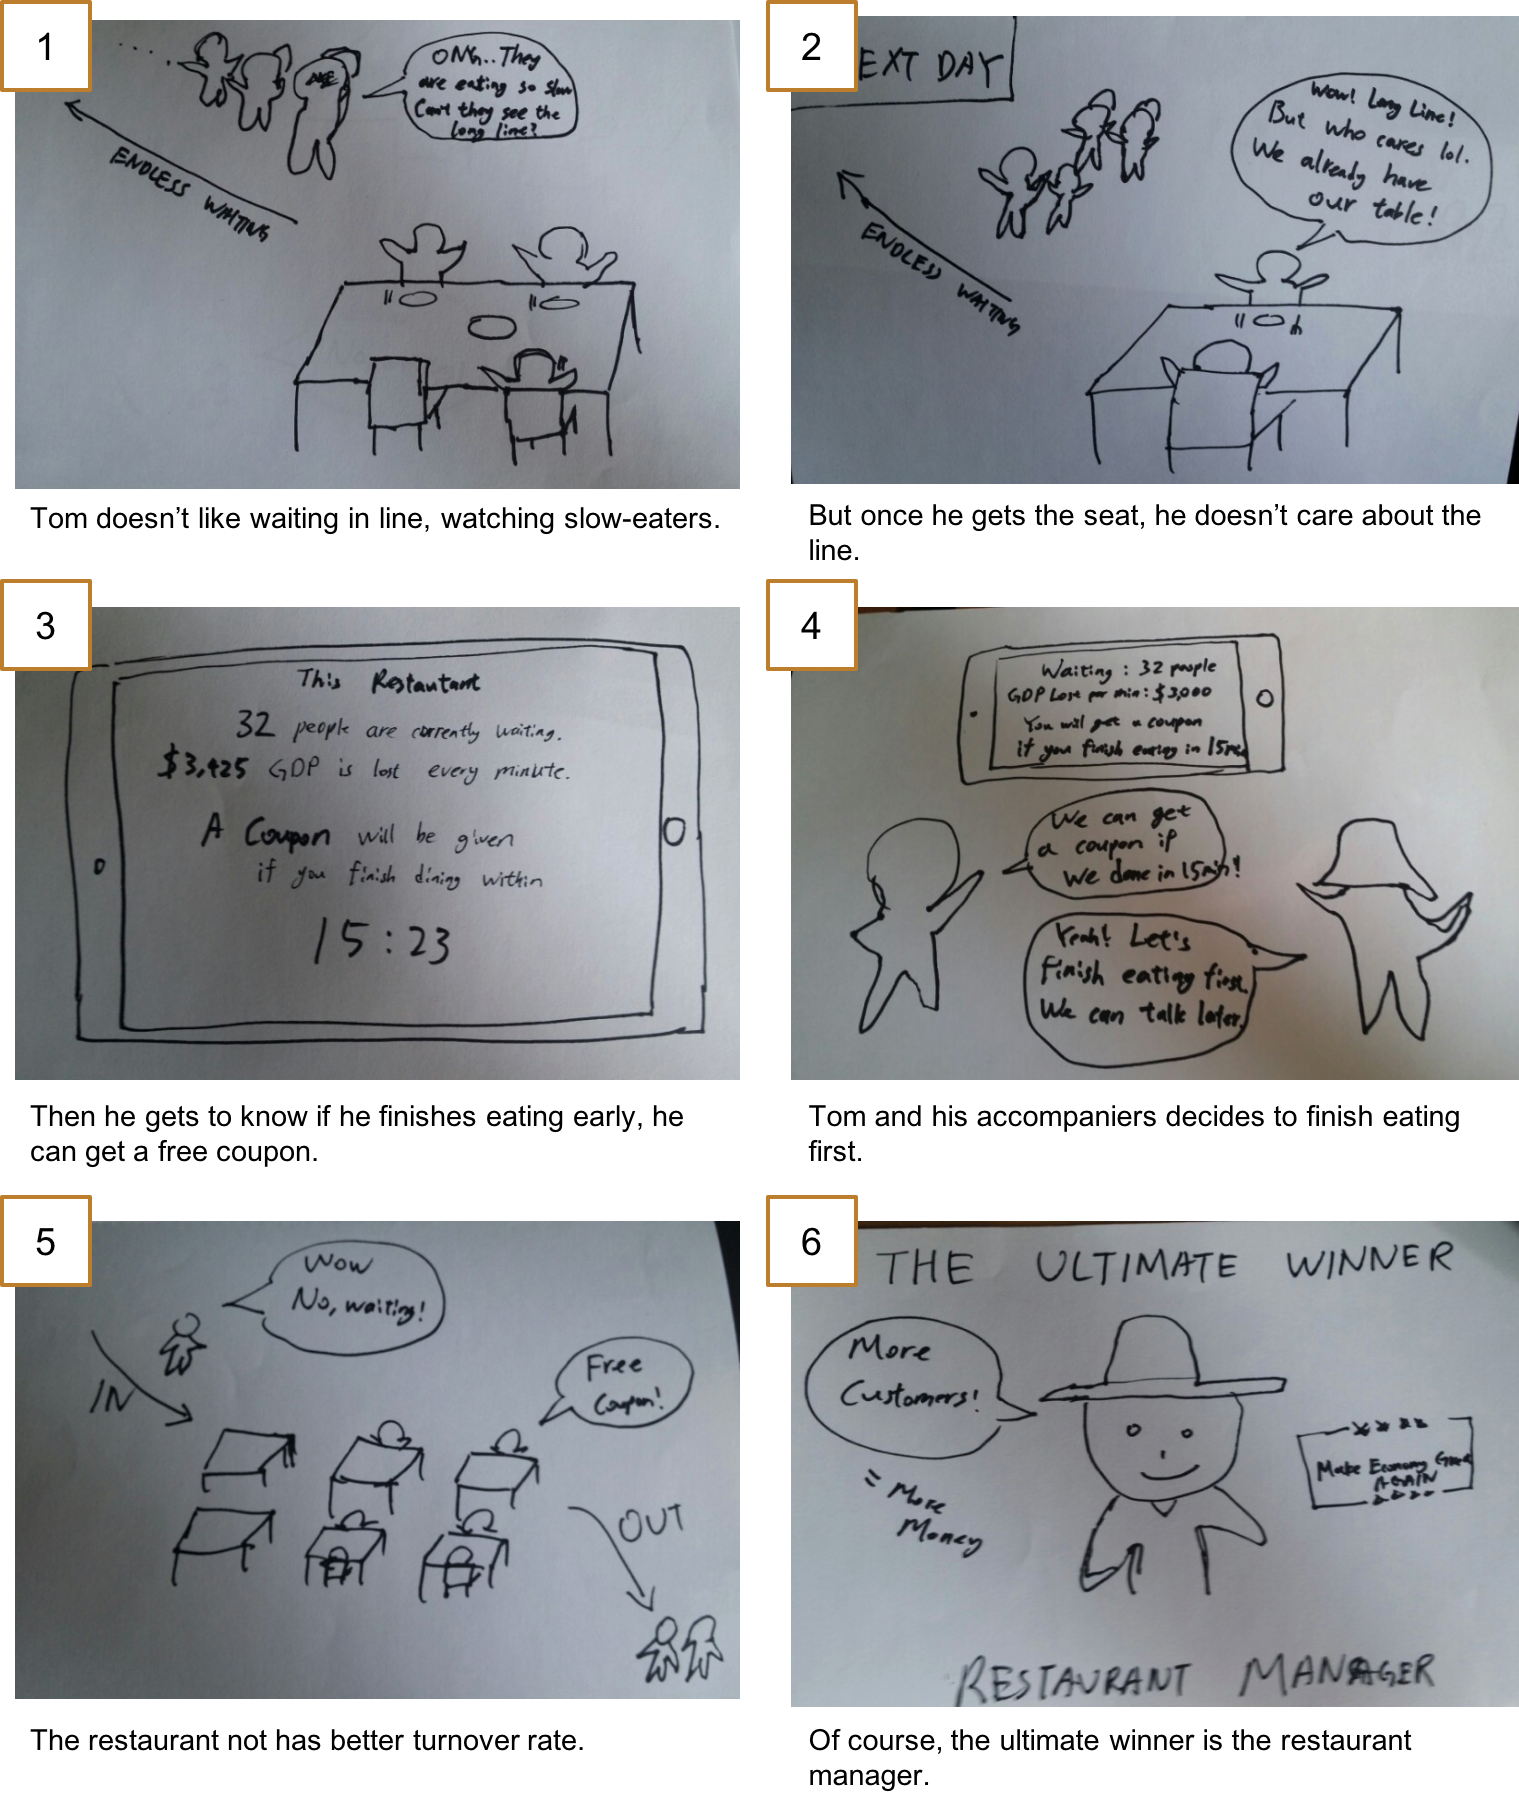 1
OMG.. They
are eating so slow
Can't they see the
long line?
ENDLESS WAITING
Tom doesn't like waiting in line, watching slow-eaters.
2
EXT DAY
Wow! Long Line!
But who cares lol.
We already have
our table!
ENDLESS WAITING
But once he gets the seat, he doesn't care about the
line.
3
This Restautant
32 people are currently waiting.
$3,425 GDP is lost every minute.
A Coupon will be given
if you finish dining within
15:23
Then he gets to know if he finishes eating early, he
can get a free coupon.
4
Waiting : 32 people
GDP Lose per min : $3,000
You will get a coupon
if you finish eating in 15
We can get
a coupon if
We done in 15min!
Yeah! Let's
finish eating first.
We can talk later.
Tom and his accompaniers decides to finish eating
first.
5
Wow
No, waiting!
IN
Free
Coupon!
OUT
The restaurant not has better turnover rate.
6
THE ULTIMATE WINNER
More
Customers!
= More
Money
Make Economy Great
AGAIN
RESTAURANT MANAGER
Of course, the ultimate winner is the restaurant
manager.